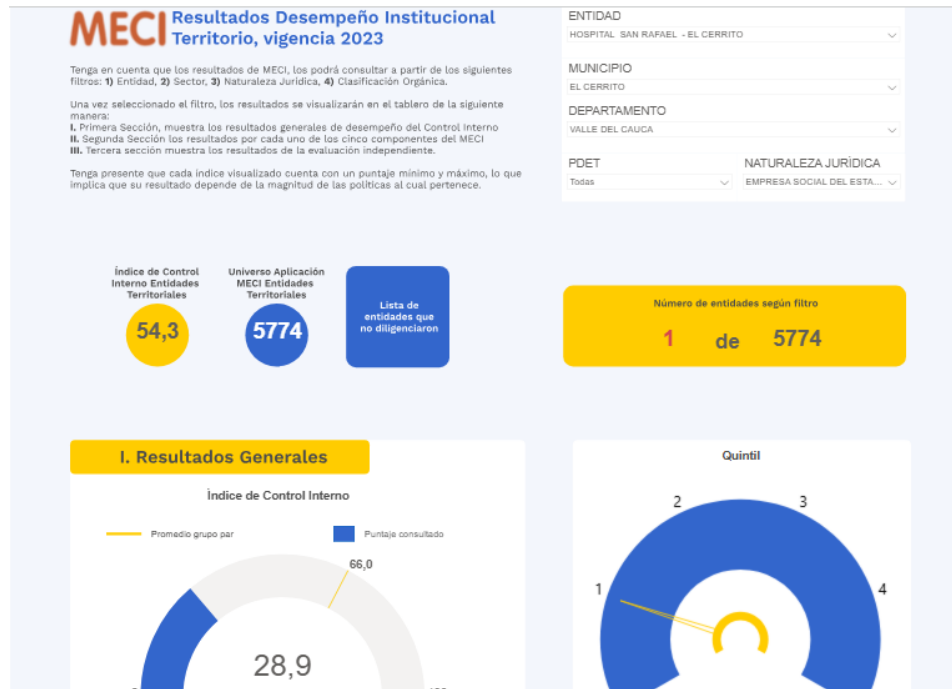 MECI Resultados Desempeño Institucional
Territorio, vigencia 2023
Tenga en cuenta que los resultados de MECI, los podrá consultar a partir de los siguientes
filtros: 1) Entidad, 2) Sector, 3) Naturaleza Jurídica, 4) Clasificación Orgánica.
Una vez seleccionado el filtro, los resultados se visualizarán en el tablero de la siguiente
manera:
I. Primera Sección, muestra los resultados generales de desempeño del Control Interno
II. Segunda Sección los resultados por cada uno de los cinco componentes del MECI
III. Tercera sección muestra los resultados de la evaluación independiente.
Tenga presente que cada índice visualizado cuenta con un puntaje mínimo y máximo, lo que
implica que su resultado depende de la magnitud de las políticas al cual pertenece.
ENTIDAD
HOSPITAL SAN RAFAEL - EL CERRITO
MUNICIPIO
EL CERRITO
DEPARTAMENTO
VALLE DEL CAUCA
PDET
Todas
NATURALEZA JURÌDICA
EMPRESA SOCIAL DEL ESTA...
Índice de Control
Interno Entidades
Territoriales
54,3
Universo Aplicación
MECI Entidades
Territoriales
5774
Lista de
entidades que
no diligenciaron
Número de entidades según filtro
1 de 5774
I. Resultados Generales
Ìndice de Control Interno
Promedio grupo par
Puntaje consultado
66,0
28,9
Quintil
1
2
3
4